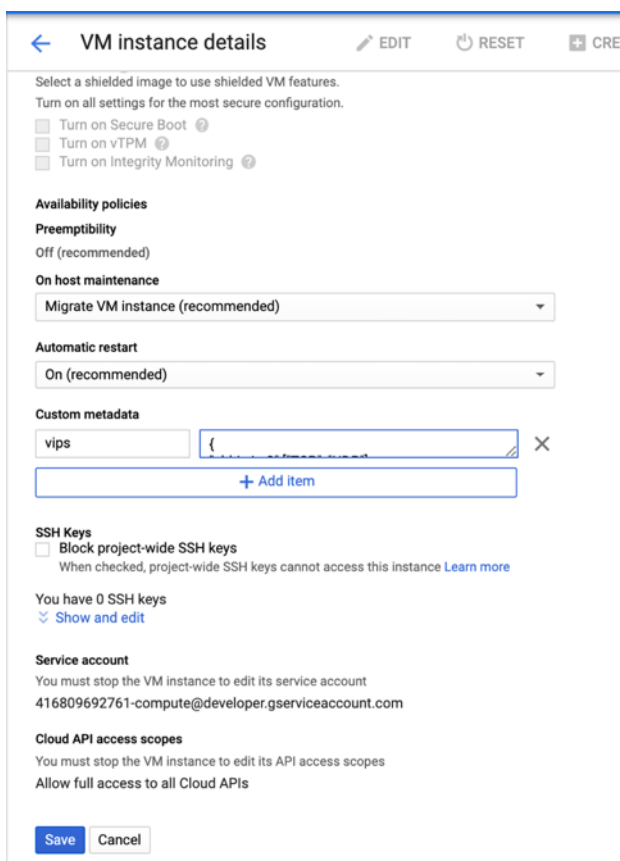 VM instance details
EDIT
RESET
CRE
Select a shielded image to use shielded VM features.
Turn on all settings for the most secure configuration.
Turn on Secure Boot
Turn on vTPM
Turn on Integrity Monitoring
Availability policies
Preemptibility
Off (recommended)
On host maintenance
Migrate VM instance (recommended)
Automatic restart
On (recommended)
Custom metadata
vips
{
+ Add item
SSH Keys
Block project-wide SSH keys
When checked, project-wide SSH keys cannot access this instance Learn more
You have 0 SSH keys
Show and edit
Service account
You must stop the VM instance to edit its service account
416809692761-compute@developer.gserviceaccount.com
Cloud API access scopes
You must stop the VM instance to edit its API access scopes
Allow full access to all Cloud APIs
Save
Cancel